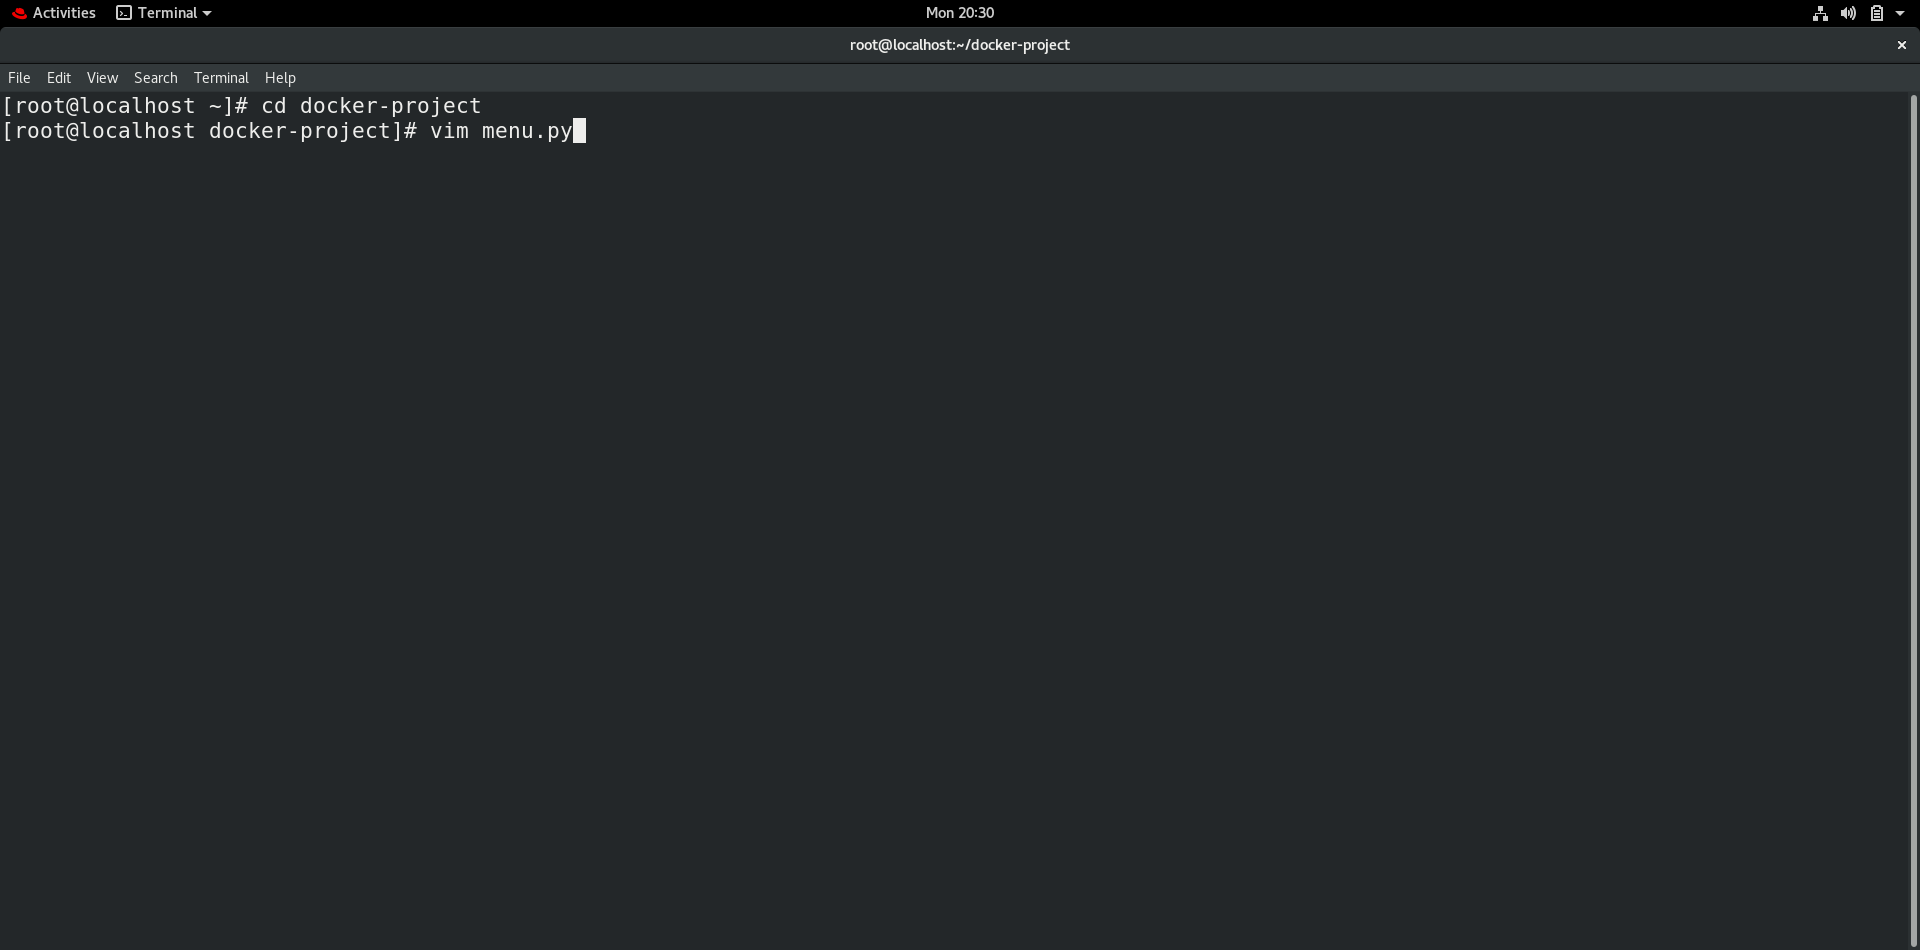 Activities Terminal Mon 20:30
root@localhost:~/docker-project
File Edit View Search Terminal Help
[root@localhost ~]# cd docker-project
[root@localhost docker-project]# vim menu.py